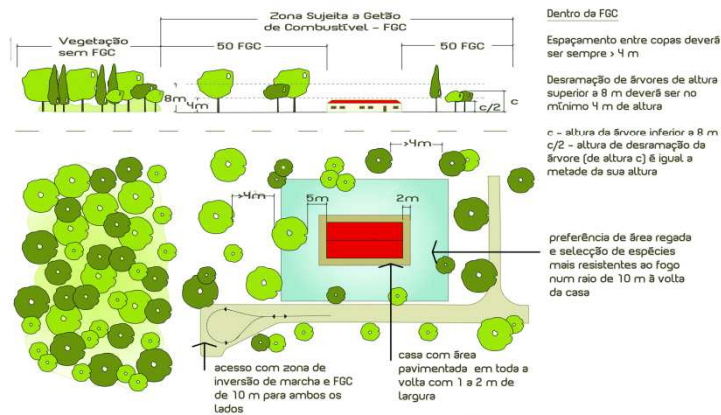 Zona Sujeita a Getão
de Combustível - FGC
Vegetação
sem FGC
50 FGC
50 FGC
8m
4m
c
c/2
Dentro da FGC
Espaçamento entre copas deverá
ser sempre > 4 m
Desramação de árvores de altura
superior a 8 m deverá ser no
mínimo 4 m de altura
c - altura da árvore inferior a 8 m
c/2 - altura de desramação da
árvore (de altura c) é igual a
metade da sua altura
>4m
>4m
5m
2m
preferência de área regada
e selecção de espécies
mais resistentes ao fogo
num raio de 10 m à volta
da casa
acesso com zona de
inversão de marcha e FGC
de 10 m para ambos os
lados
casa com área
pavimentada em toda a
volta com 1 a 2 m de
largura